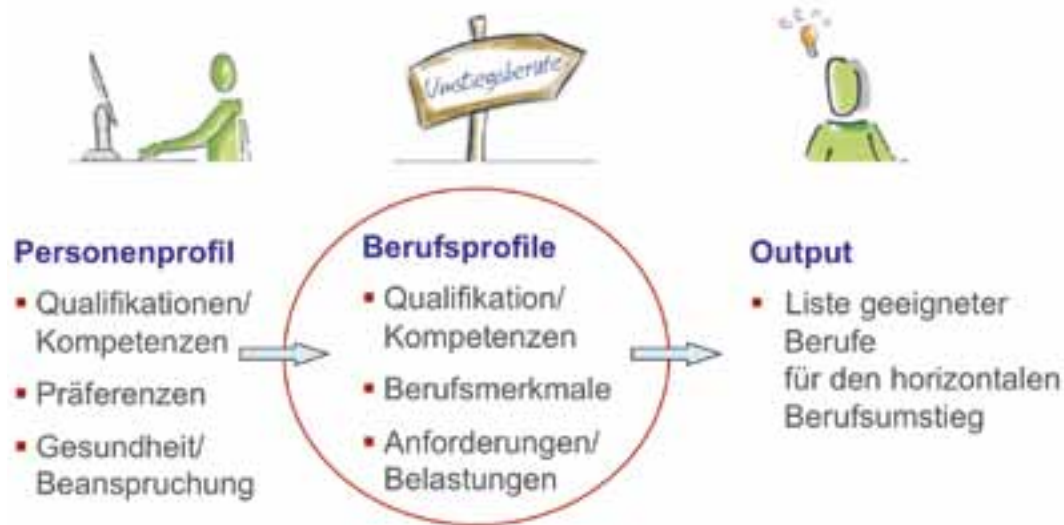 Umstiegsberufe
Personenprofil
▪ Qualifikationen/
Kompetenzen
▪ Präferenzen
▪ Gesundheit/
Beanspruchung
Berufsprofile
▪ Qualifikation/
Kompetenzen
▪ Berufsmerkmale
▪ Anforderungen/
Belastungen
Output
▪ Liste geeigneter
Berufe
für den horizontalen
Berufsumstieg